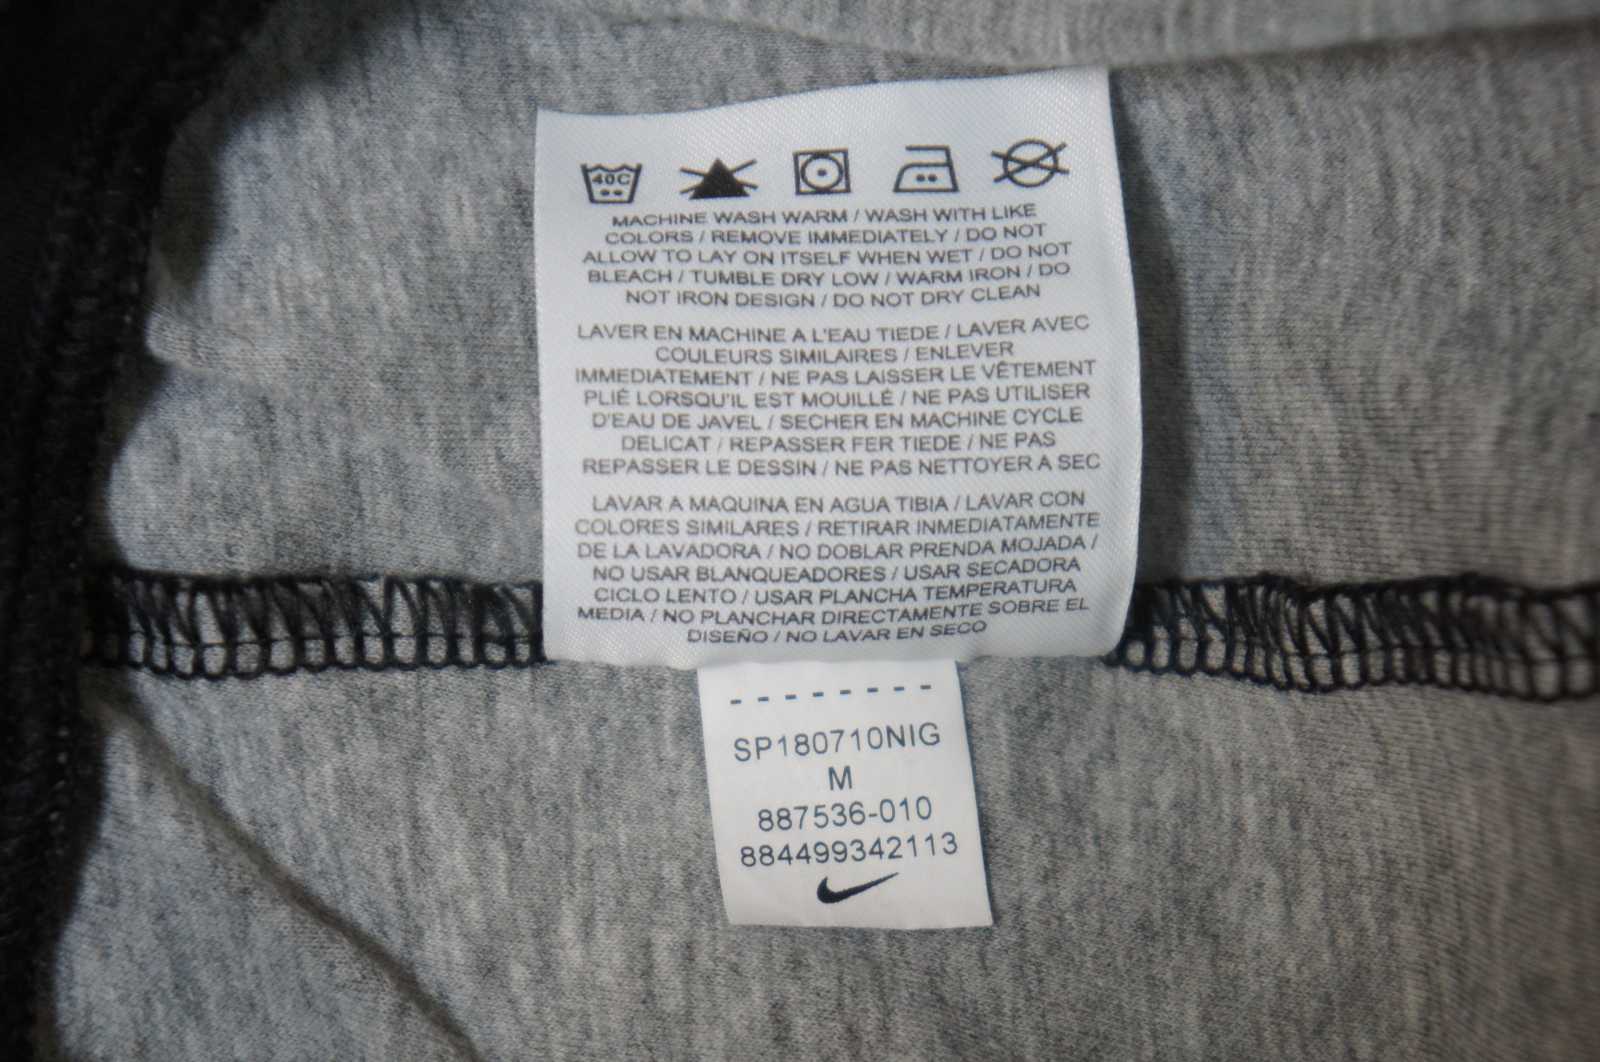 40C
MACHINE WASH WARM / WASH WITH LIKE
COLORS / REMOVE IMMEDIATELY / DO NOT
ALLOW TO LAY ON ITSELF WHEN WET / DO NOT
BLEACH / TUMBLE DRY LOW / WARM IRON / DO
NOT IRON DESIGN / DO NOT DRY CLEAN
LAVER EN MACHINE A L'EAU TIEDE / LAVER AVEC
COULEURS SIMILAIRES / ENLEVER
IMMEDIATEMENT / NE PAS LAISSER LE VÊTEMENT
PLIÉ LORSQU'IL EST MOUILLÉ / NE PAS UTILISER
D'EAU DE JAVEL / SECHER EN MACHINE CYCLE
DELICAT / REPASSER FER TIEDE / NE PAS
REPASSER LE DESSIN / NE PAS NETTOYER A SEC
LAVAR A MAQUINA EN AGUA TIBIA / LAVAR CON
COLORES SIMILARES / RETIRAR INMEDIATAMENTE
DE LA LAVADORA / NO DOBLAR PRENDA MOJADA /
NO USAR BLANQUEADORES / USAR SECADORA
CICLO LENTO / USAR PLANCHA TEMPERATURA
MEDIA / NO PLANCHAR DIRECTAMENTE SOBRE EL
DISEÑO / NO LAVAR EN SECO
- - - - - - - -
SP180710NIG
M
887536-010
884499342113